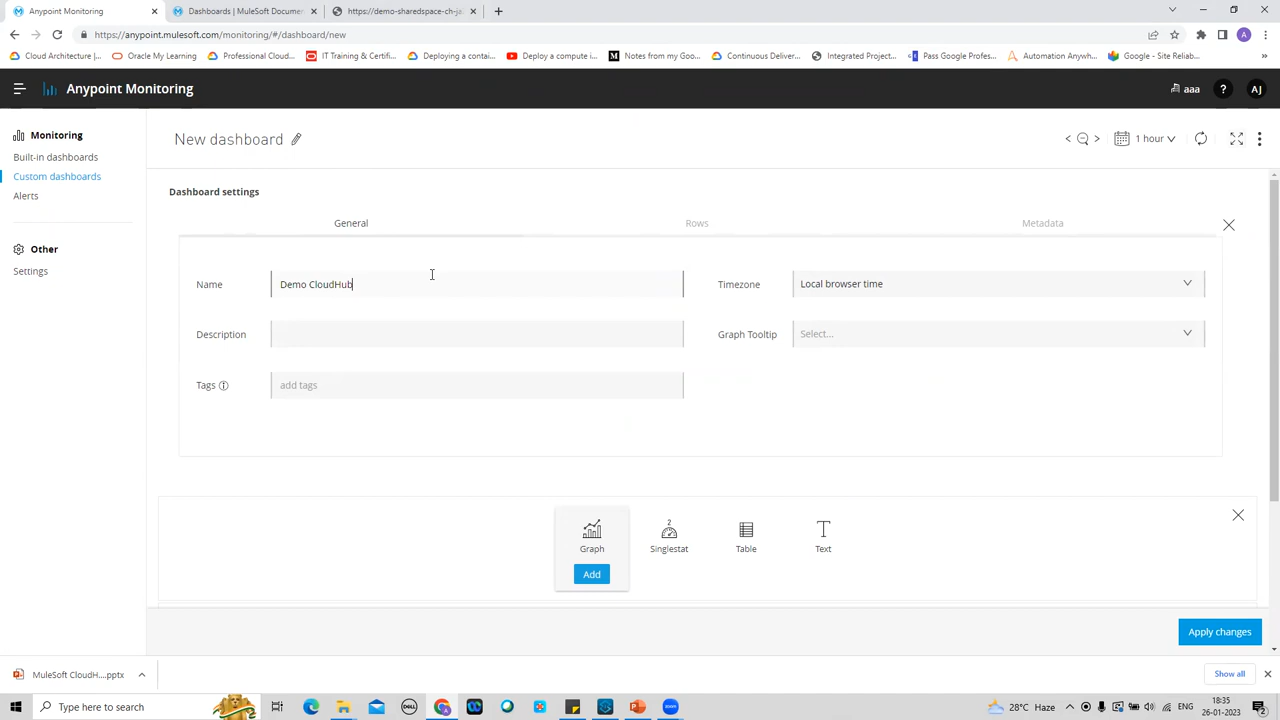 Anypoint Monitoring
Dashboards | MuleSoft Documen
https://demo-sharedspace-ch-ja
https://anypoint.mulesoft.com/monitoring/#/dashboard/new
A
Cloud Architecture |...
Oracle My Learning
Professional Cloud...
IT Training & Certifi...
Deploying a contai...
Deploy a compute i...
Notes from my Goo...
Continuous Deliver...
Integrated Project...
Pass Google Profes...
Automation Anywh...
Google - Site Reliab...
Anypoint Monitoring
aaa
?
AJ
Monitoring
Built-in dashboards
Custom dashboards
Alerts
Other
Settings
New dashboard
1 hour
Dashboard settings
General
Rows
Metadata
Name
Demo CloudHub
Timezone
Local browser time
Description
Graph Tooltip
Select...
Tags
add tags
2
Graph
Singlestat
Table
Text
Add
Apply changes
MuleSoft CloudH....pptx
Show all
Type here to search
DELL
zoom
28°C Haze
ENG
18:35
26-01-2023